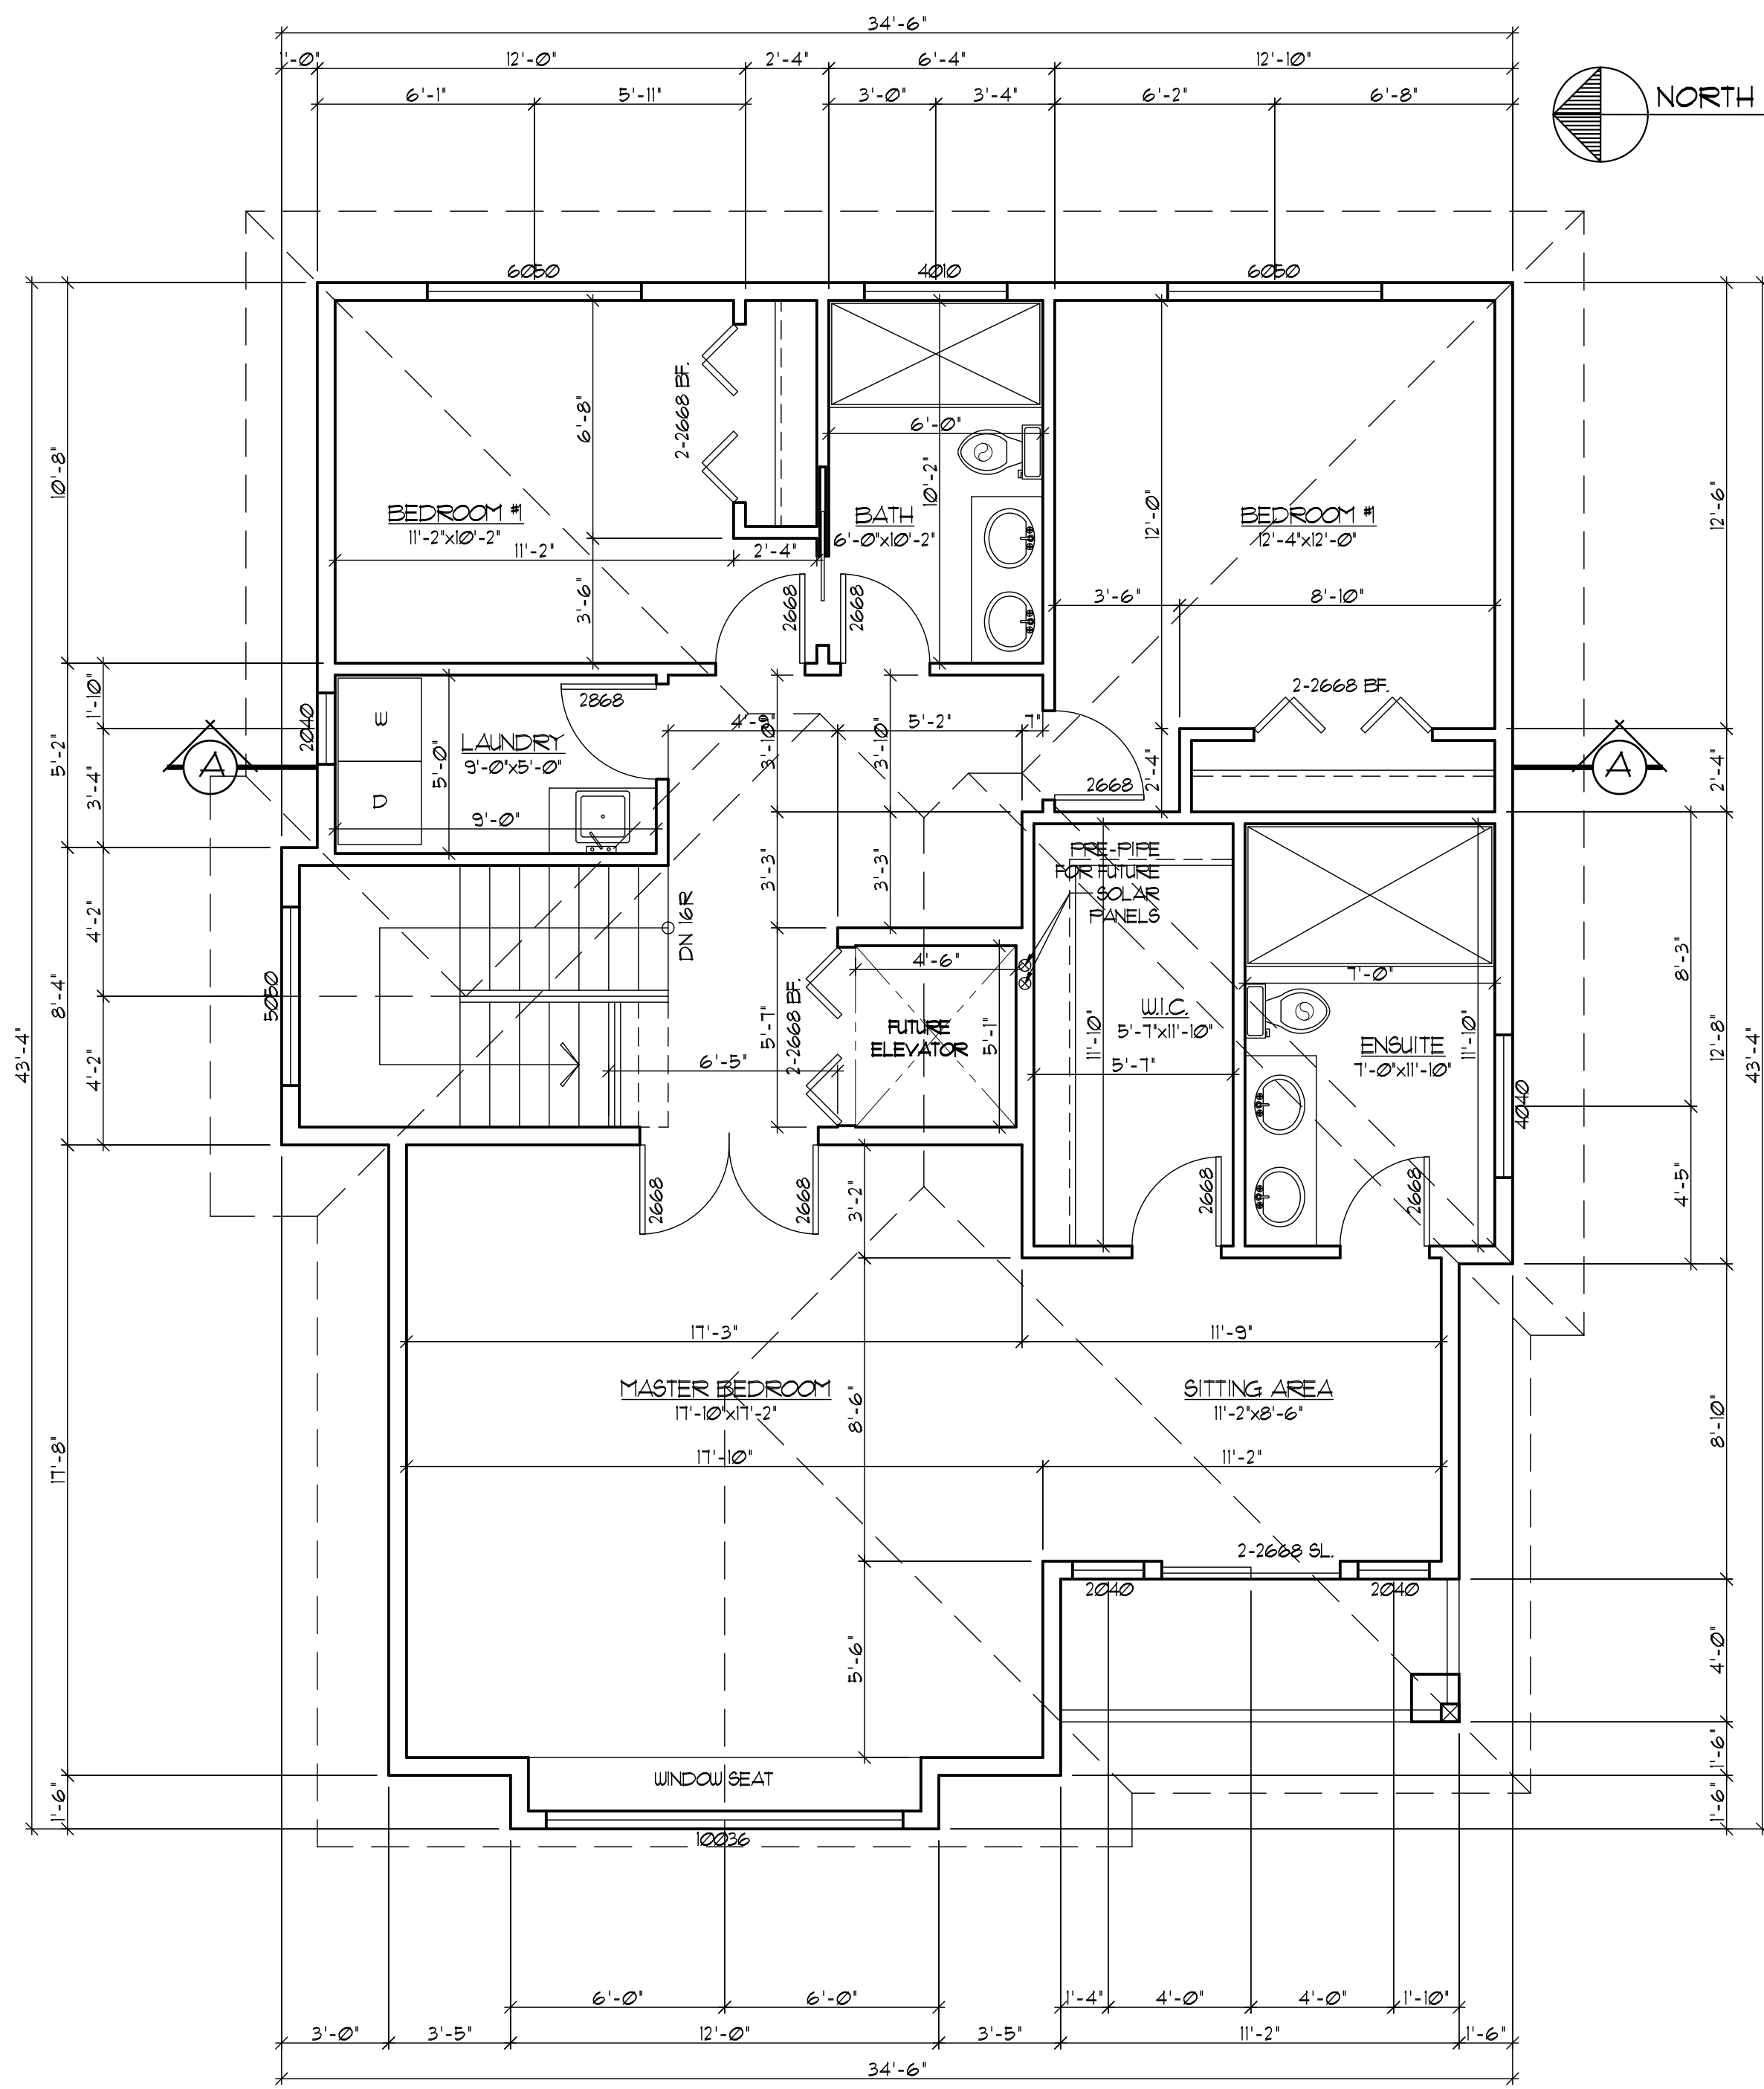 34'-6"
1'-0" 12'-0" 2'-4" 6'-4" 12'-10"
6'-1" 5'-11" 3'-0" 3'-4" 6'-2" 6'-8"
NORTH
6050 4010 6050
2-2668 BF.
6'-8"
6'-0"
10'-2"
12'-0"
10'-8"
12'-6"
BEDROOM #1
11'-2"x10'-2"
11'-2"
2'-4"
3'-6"
BATH
6'-0"x10'-2"
BEDROOM #1
12'-4"x12'-0"
3'-6" 8'-10"
2668 2668
2-2668 BF.
2868
1'-10"
5'-2"
3'-4"
2040
A
W
D
LAUNDRY
9'-0"x5'-0"
5'-0"
9'-0"
4'-9" 5'-2" 7"
3'-10" 3'-10"
2668
2'-4"
A
2'-4"
3'-3" 3'-3"
PRE-PIPE
FOR FUTURE
SOLAR
PANELS
DN 16R
4'-2"
8'-4"
4'-2"
5050
43'-4"
6'-5"
5'-7"
2-2668 BF.
4'-6"
FUTURE
ELEVATOR
5'-1"
W.I.C.
5'-7"x11'-10"
11'-10"
5'-7"
7'-0"
ENSUITE
7'-0"x11'-10"
11'-10"
4040
8'-3"
12'-8"
43'-4"
4'-5"
2668 2668
3'-2"
2668 2668
17'-3" 11'-9"
MASTER BEDROOM
17'-10"x17'-2"
8'-6"
SITTING AREA
11'-2"x8'-6"
17'-10" 11'-2"
17'-8"
8'-10"
2-2668 SL.
2040 2040
5'-6"
4'-0"
1'-6"
WINDOW SEAT
1'-6"
1'-6"
10036
6'-0" 6'-0" 1'-4" 4'-0" 4'-0" 1'-10"
3'-0" 3'-5" 12'-0" 3'-5" 11'-2" 1'-6"
34'-6"